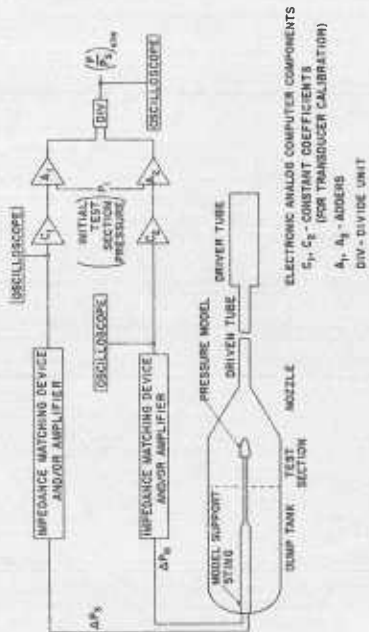 OSCILLOSCOPE
IMPEDANCE MATCHING DEVICE
AND/OR AMPLIFIER
C₁
A₁
INITIAL
TEST
SECTION
PRESSURE
P₁
DIV
OSCILLOSCOPE
OSCILLOSCOPE
IMPEDANCE MATCHING DEVICE
AND/OR AMPLIFIER
C₂
A₂
ΔPₛ
MODEL SUPPORT
STING
PRESSURE MODEL
DRIVEN TUBE
DRIVER TUBE
DUMP TANK
TEST
SECTION
NOZZLE
ELECTRONIC ANALOG COMPUTER COMPONENTS
C₁, C₂ - CONSTANT COEFFICIENTS
(FOR TRANSDUCER CALIBRATION)
A₁, A₂ - ADDERS
DIV - DIVIDE UNIT